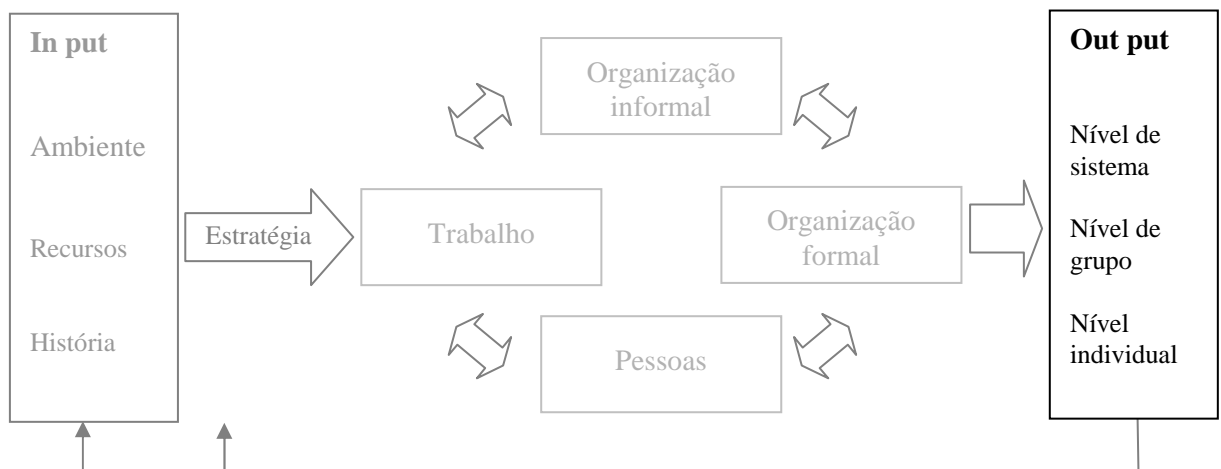 In put
Ambiente
Recursos
História
Estratégia
Organização
informal
Trabalho
Organização
formal
Pessoas
Out put
Nível de
sistema
Nível de
grupo
Nível
individual